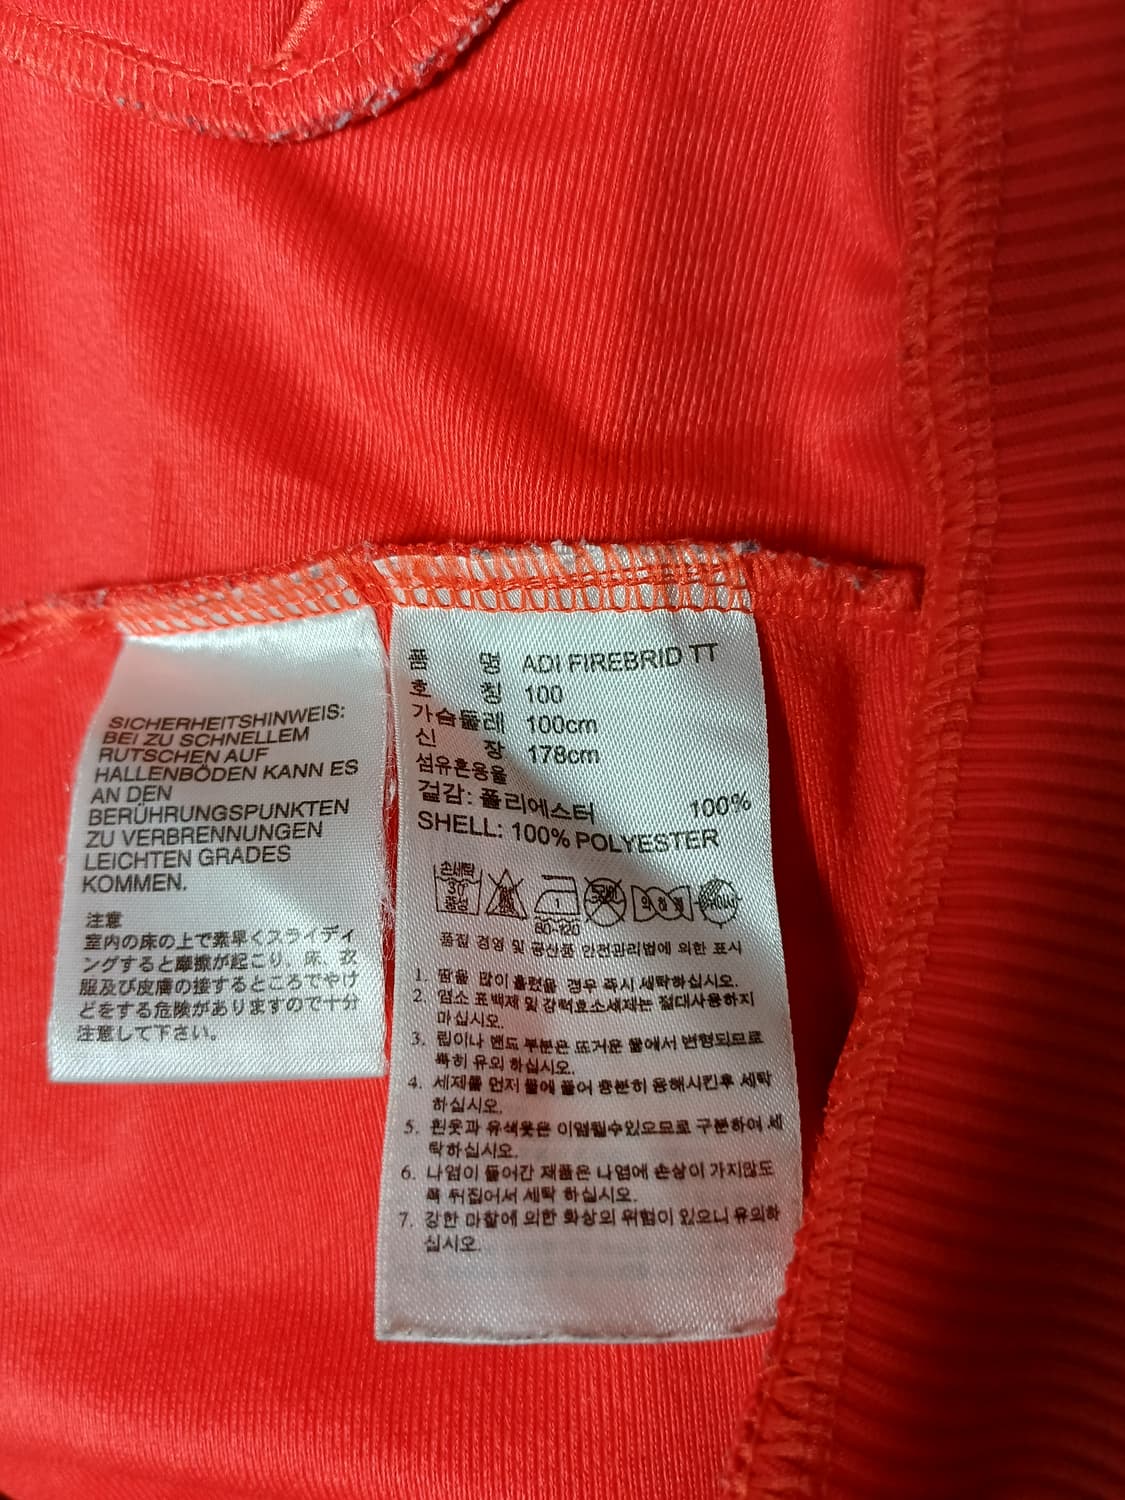 SICHERHEITSHINWEIS:
BEI ZU SCHNELLEM
RUTSCHEN AUF
HALLENBÖDEN KANN ES
AN DEN
BERÜHRUNGSPUNKTEN
ZU VERBRENNUNGEN
LEICHTEN GRADES
KOMMEN.
注意
室内の床の上で素早くスライディ
ングすると摩擦が起こり、床、衣
服及び皮膚の接するところでやけ
どをする危険がありますので十分
注意して下さい。
품 명 ADI FIREBRID TT
호 칭 100
가슴둘레 100cm
신 장 178cm
섬유혼용율
겉감: 폴리에스터 100%
SHELL: 100% POLYESTER
손세탁
30
중성
80-120
품질 경영 및 공산품 안전관리법에 의한 표시
1. 땀을 많이 흘렸을 경우 즉시 세탁하십시오.
2. 염소 표백제 및 강력효소세제는 절대사용하지
마십시오.
3. 림이나 밴드 부분은 뜨거운 물에서 변형되므로
특히 유의 하십시오.
4. 세제를 먼저 물에 풀어 충분히 용해시킨후 세탁
하십시오.
5. 흰옷과 유색옷은 이염될수있으므로 구분하여 세
탁하십시오.
6. 나염이 들어간 제품은 나염에 손상이 가지않도
록 뒤집어서 세탁 하십시오.
7. 강한 마찰에 의한 화상의 위험이 있으니 유의하
십시오.